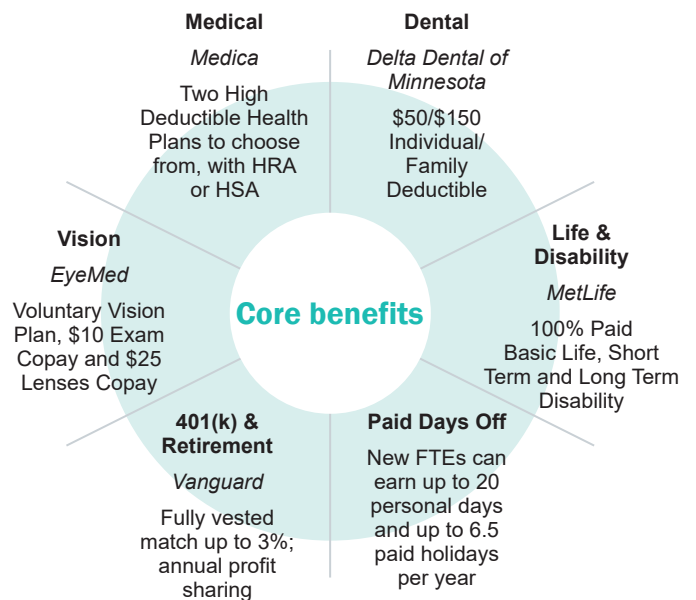 Medical
Medica
Two High
Deductible Health
Plans to choose
from, with HRA
or HSA
Dental
Delta Dental of
Minnesota
$50/$150
Individual/
Family
Deductible
Vision
EyeMed
Voluntary Vision
Plan, $10 Exam
Copay and $25
Lenses Copay
Core benefits
Life &
Disability
MetLife
100% Paid
Basic Life, Short
Term and Long Term
Disability
401(k) &
Retirement
Vanguard
Fully vested
match up to 3%;
annual profit
sharing
Paid Days Off
New FTEs can
earn up to 20
personal days
and up to 6.5
paid holidays
per year